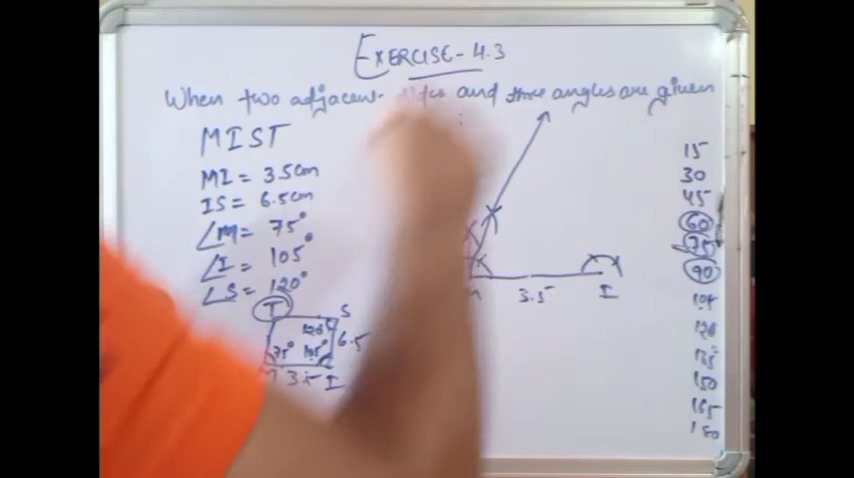 EXERCISE-4.3
When two adjacent sides and three angles are given
MIST
MI = 3.5cm
IS = 6.5cm
∠M= 75°
∠I = 105°
∠S = 120°
T S
120
6.5
75° 105°
3.5 I
3.5 I
15
30
45
60
75
90
105
120
135
150
165
180